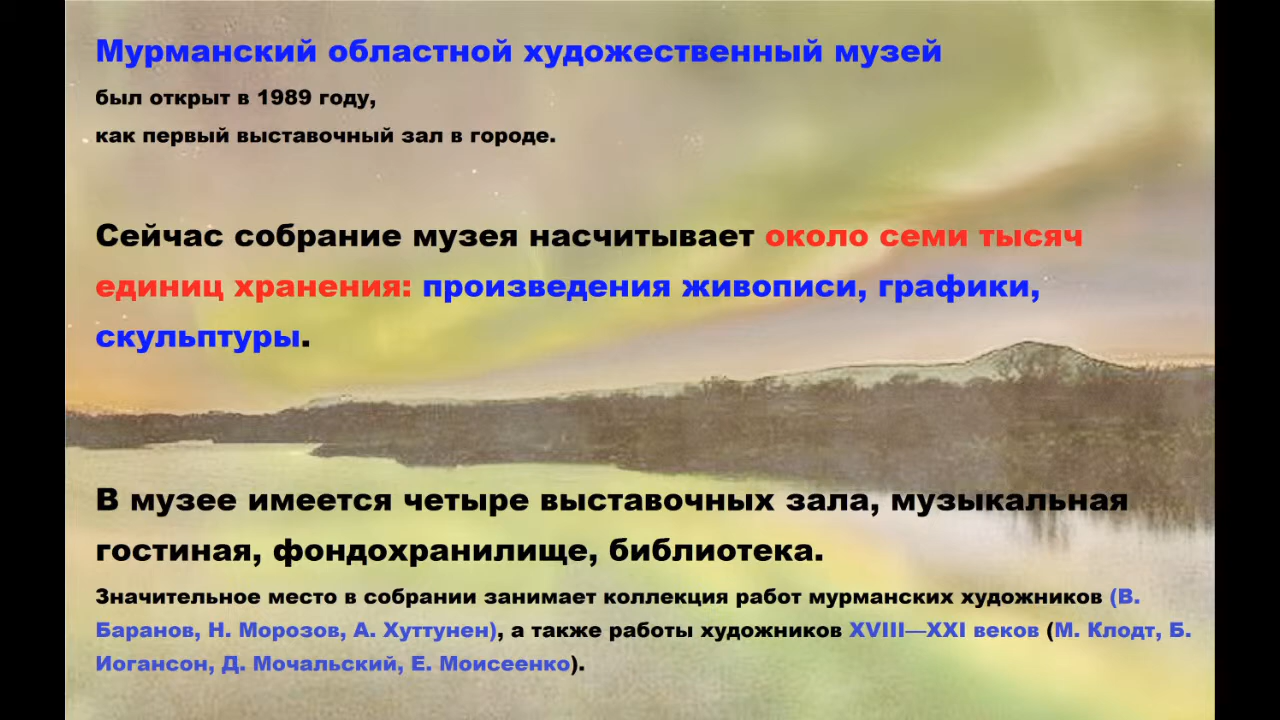 Мурманский областной художественный музей
был открыт в 1989 году,
как первый выставочный зал в городе.
Сейчас собрание музея насчитывает около семи тысяч
единиц хранения: произведения живописи, графики,
скульптуры.
В музее имеется четыре выставочных зала, музыкальная
гостиная, фондохранилище, библиотека.
Значительное место в собрании занимает коллекция работ мурманских художников (В.
Баранов, Н. Морозов, А. Хуттунен), а также работы художников XVIII—XXI веков (М. Клодт, Б.
Иогансон, Д. Мочальский, Е. Моисеенко).